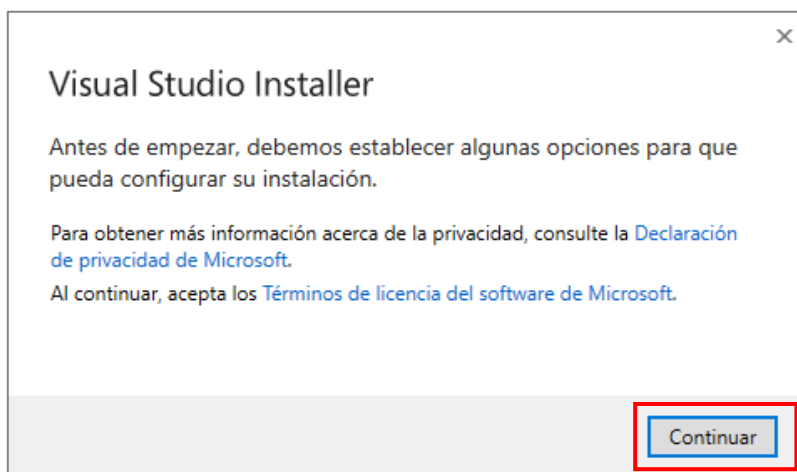 Visual Studio Installer
Antes de empezar, debemos establecer algunas opciones para que
pueda configurar su instalación.
Para obtener más información acerca de la privacidad, consulte la Declaración
de privacidad de Microsoft.
Al continuar, acepta los Términos de licencia del software de Microsoft.
Continuar